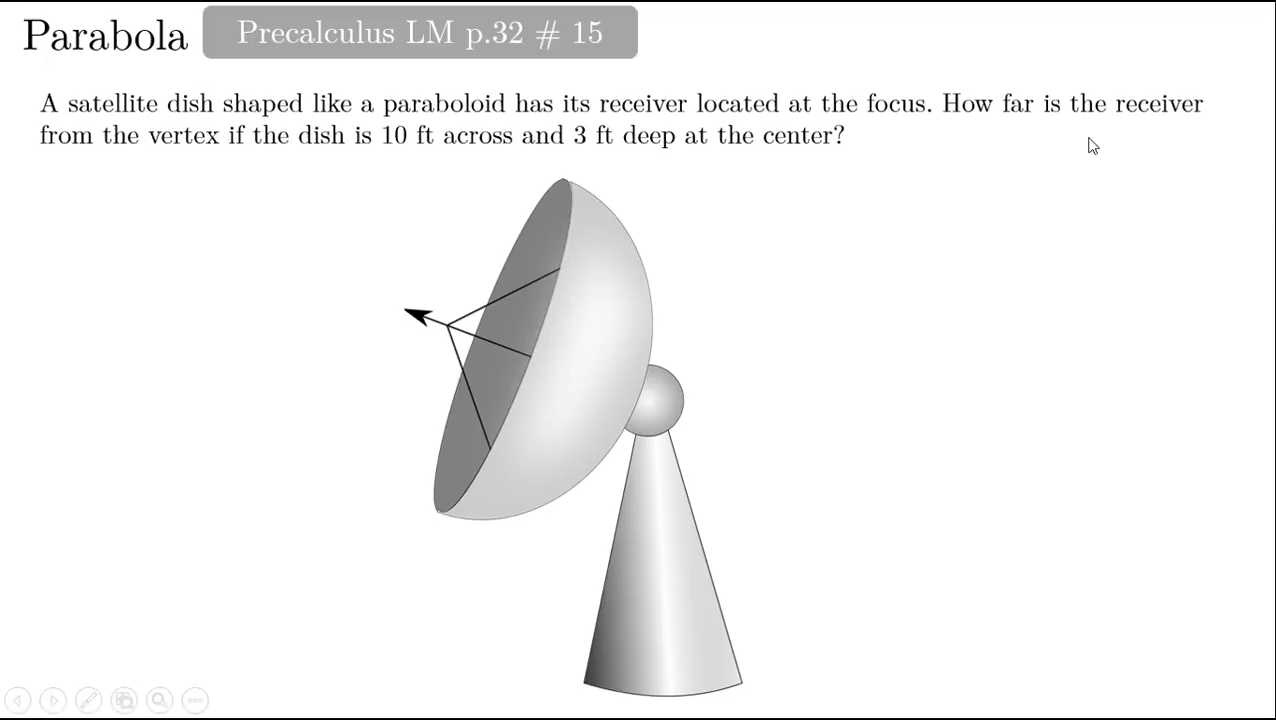 Parabola
Precalculus LM p.32 # 15
A satellite dish shaped like a paraboloid has its receiver located at the focus. How far is the receiver
from the vertex if the dish is 10 ft across and 3 ft deep at the center?